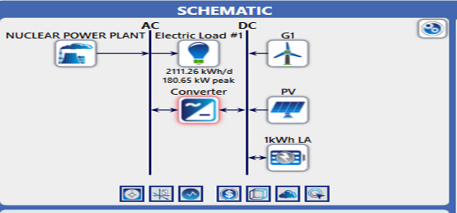 SCHEMATIC
AC DC
NUCLEAR POWER PLANT Electric Load #1 G1
2111.26 kWh/d
180.65 kW peak
Converter PV
1kWh LA